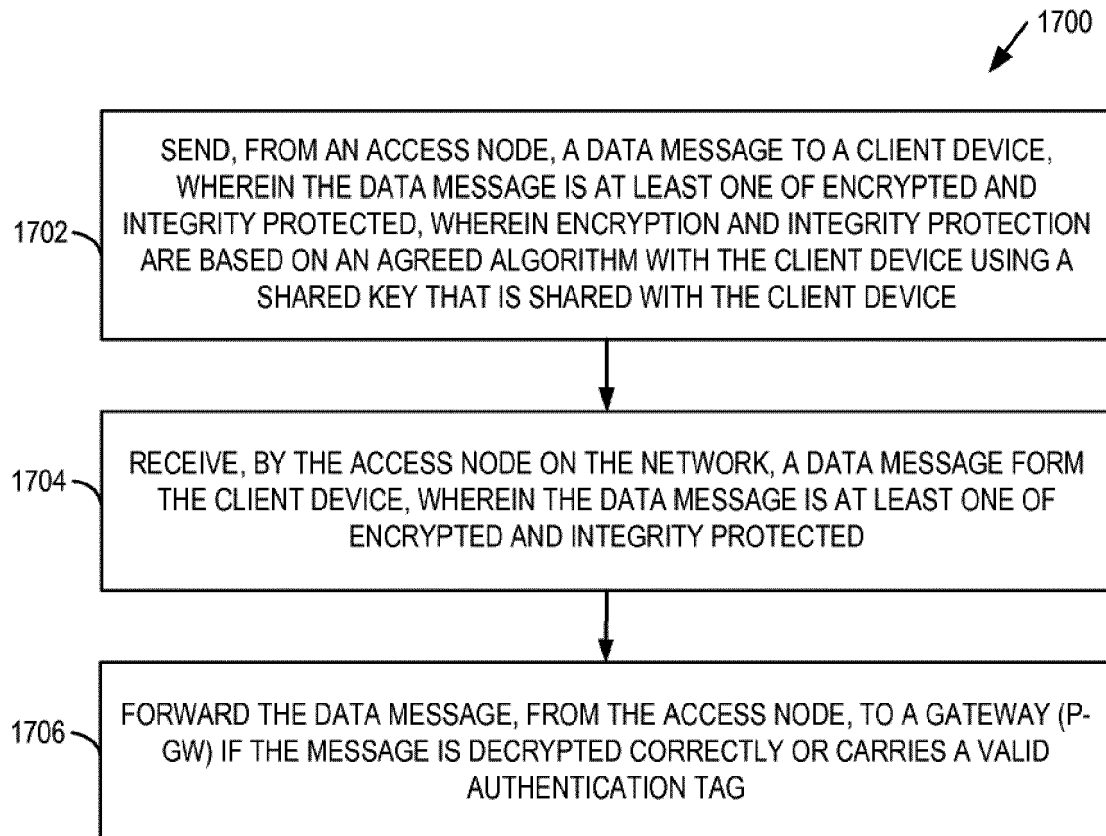 1700
SEND, FROM AN ACCESS NODE, A DATA MESSAGE TO A CLIENT DEVICE,
WHEREIN THE DATA MESSAGE IS AT LEAST ONE OF ENCRYPTED AND
INTEGRITY PROTECTED, WHEREIN ENCRYPTION AND INTEGRITY PROTECTION
ARE BASED ON AN AGREED ALGORITHM WITH THE CLIENT DEVICE USING A
SHARED KEY THAT IS SHARED WITH THE CLIENT DEVICE
1702
RECEIVE, BY THE ACCESS NODE ON THE NETWORK, A DATA MESSAGE FORM
THE CLIENT DEVICE, WHEREIN THE DATA MESSAGE IS AT LEAST ONE OF
ENCRYPTED AND INTEGRITY PROTECTED
1704
FORWARD THE DATA MESSAGE, FROM THE ACCESS NODE, TO A GATEWAY (P-
GW) IF THE MESSAGE IS DECRYPTED CORRECTLY OR CARRIES A VALID
AUTHENTICATION TAG
1706